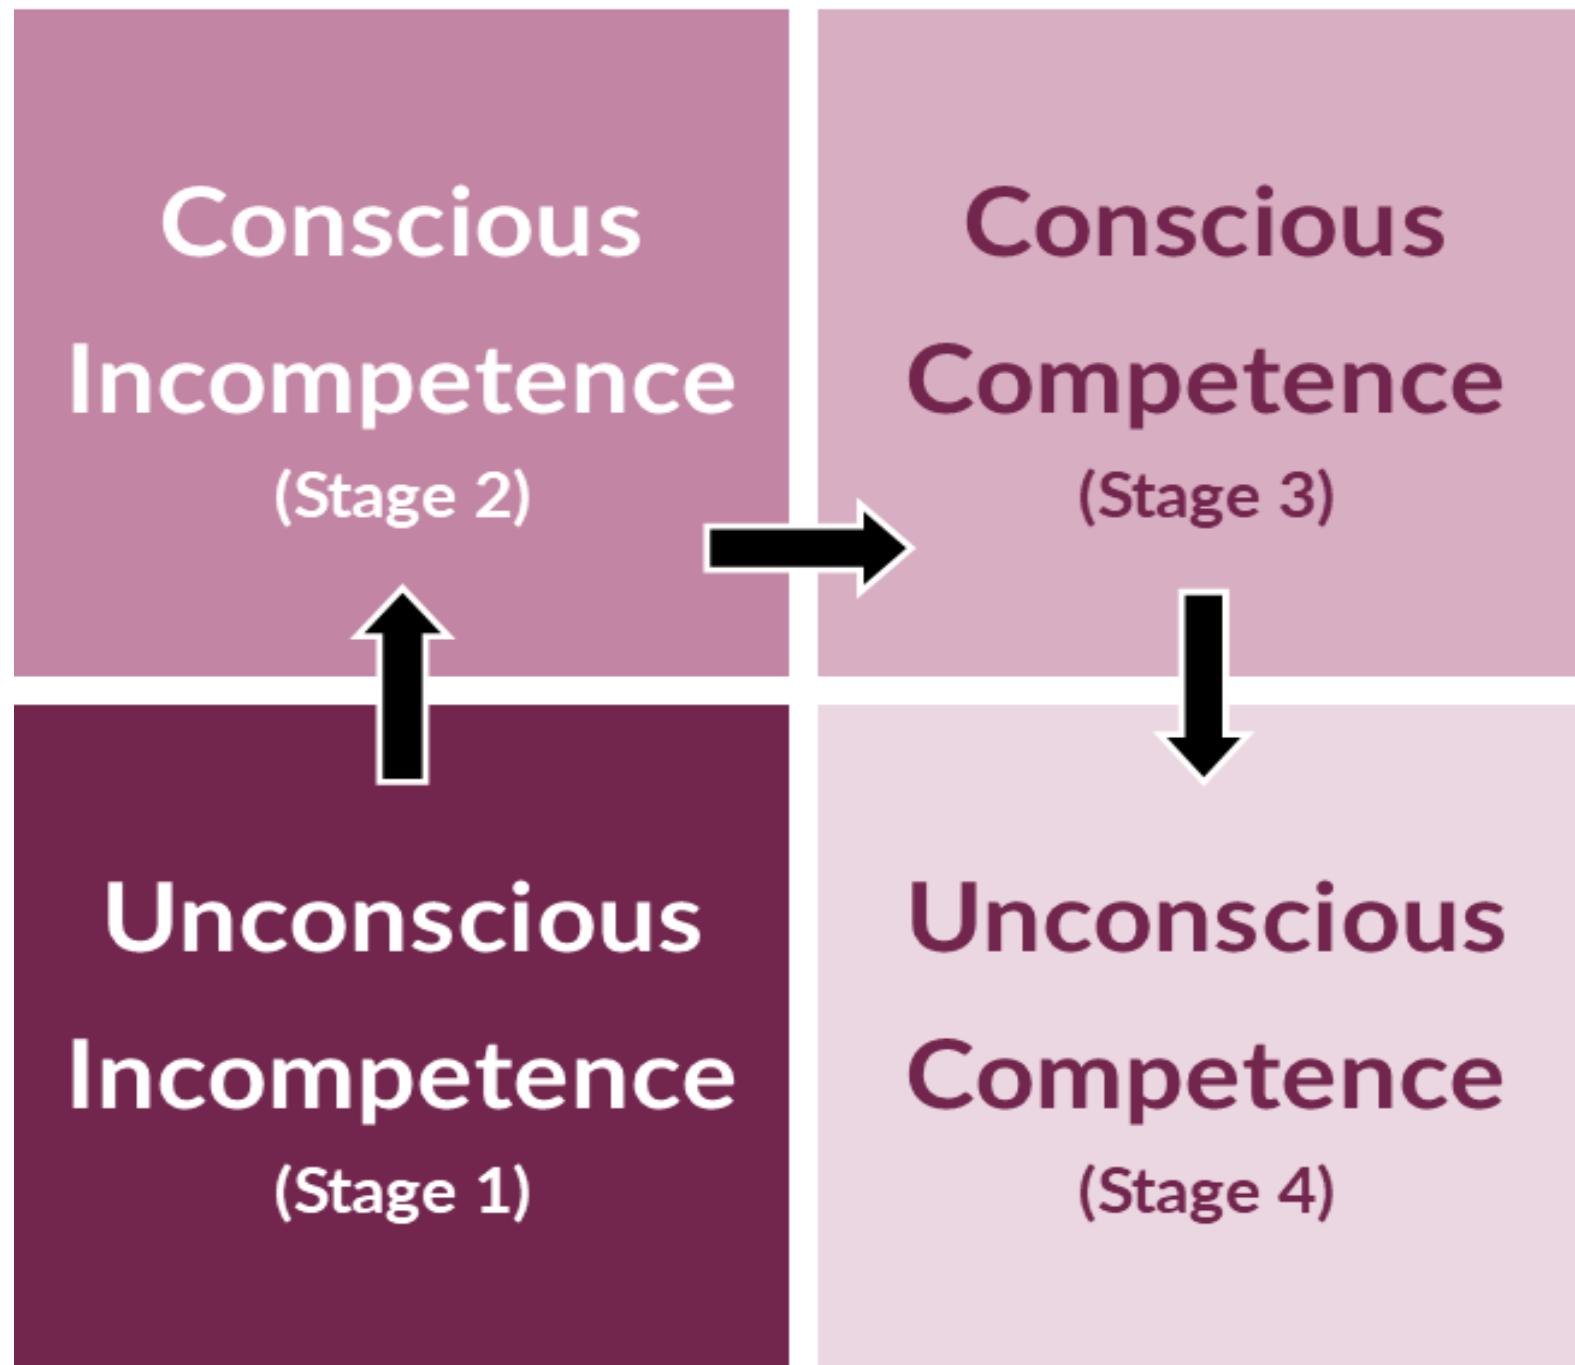 Conscious
Incompetence
(Stage 2)
Conscious
Competence
(Stage 3)
Unconscious
Incompetence
(Stage 1)
Unconscious
Competence
(Stage 4)